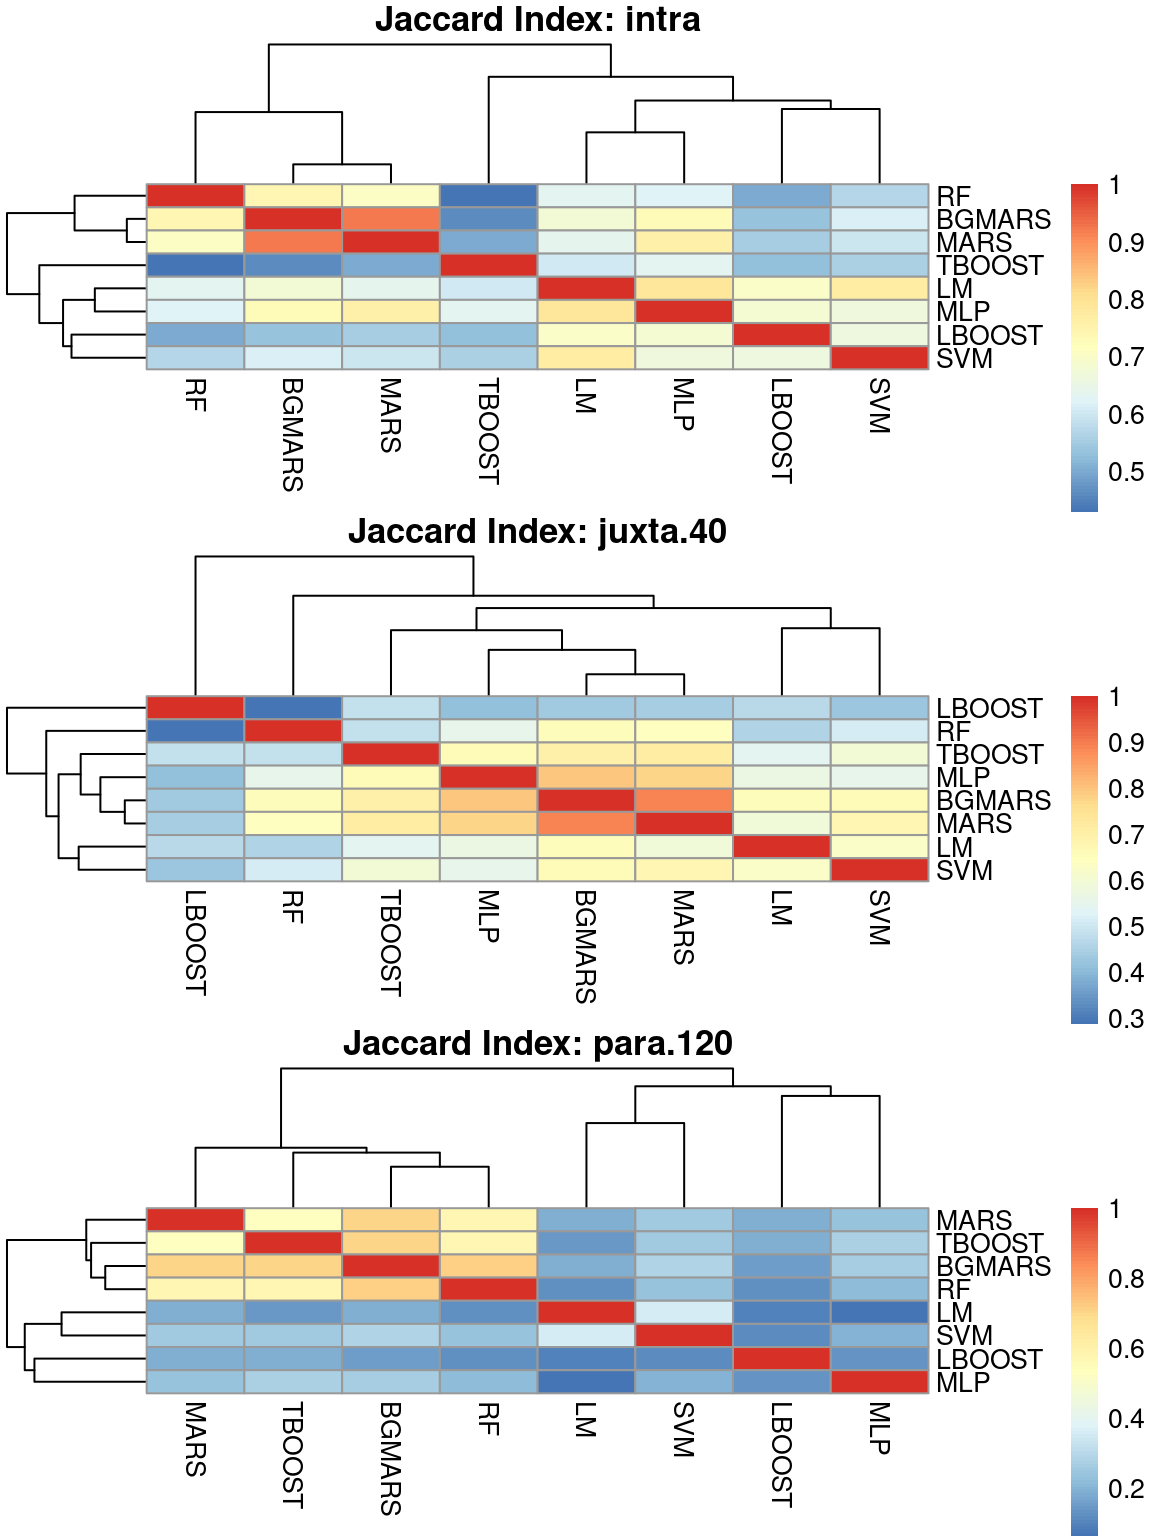 Jaccard Index: intra
RF
BGMARS
MARS
TBOOST
LM
MLP
LBOOST
SVM
RF
BGMARS
MARS
TBOOST
LM
MLP
LBOOST
SVM
1
0.9
0.8
0.7
0.6
0.5
Jaccard Index: juxta.40
LBOOST
RF
TBOOST
MLP
BGMARS
MARS
LM
SVM
LBOOST
RF
TBOOST
MLP
BGMARS
MARS
LM
SVM
1
0.9
0.8
0.7
0.6
0.5
0.4
0.3
Jaccard Index: para.120
MARS
TBOOST
BGMARS
RF
LM
SVM
LBOOST
MLP
MARS
TBOOST
BGMARS
RF
LM
SVM
LBOOST
MLP
1
0.8
0.6
0.4
0.2